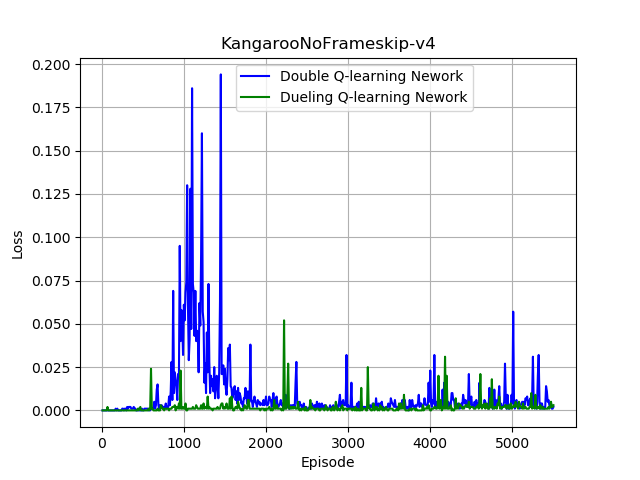 KangarooNoFrameskip-v4
Double Q-learning Nework
Dueling Q-learning Nework
Loss
0.200
0.175
0.150
0.125
0.100
0.075
0.050
0.025
0.000
0 1000 2000 3000 4000 5000
Episode